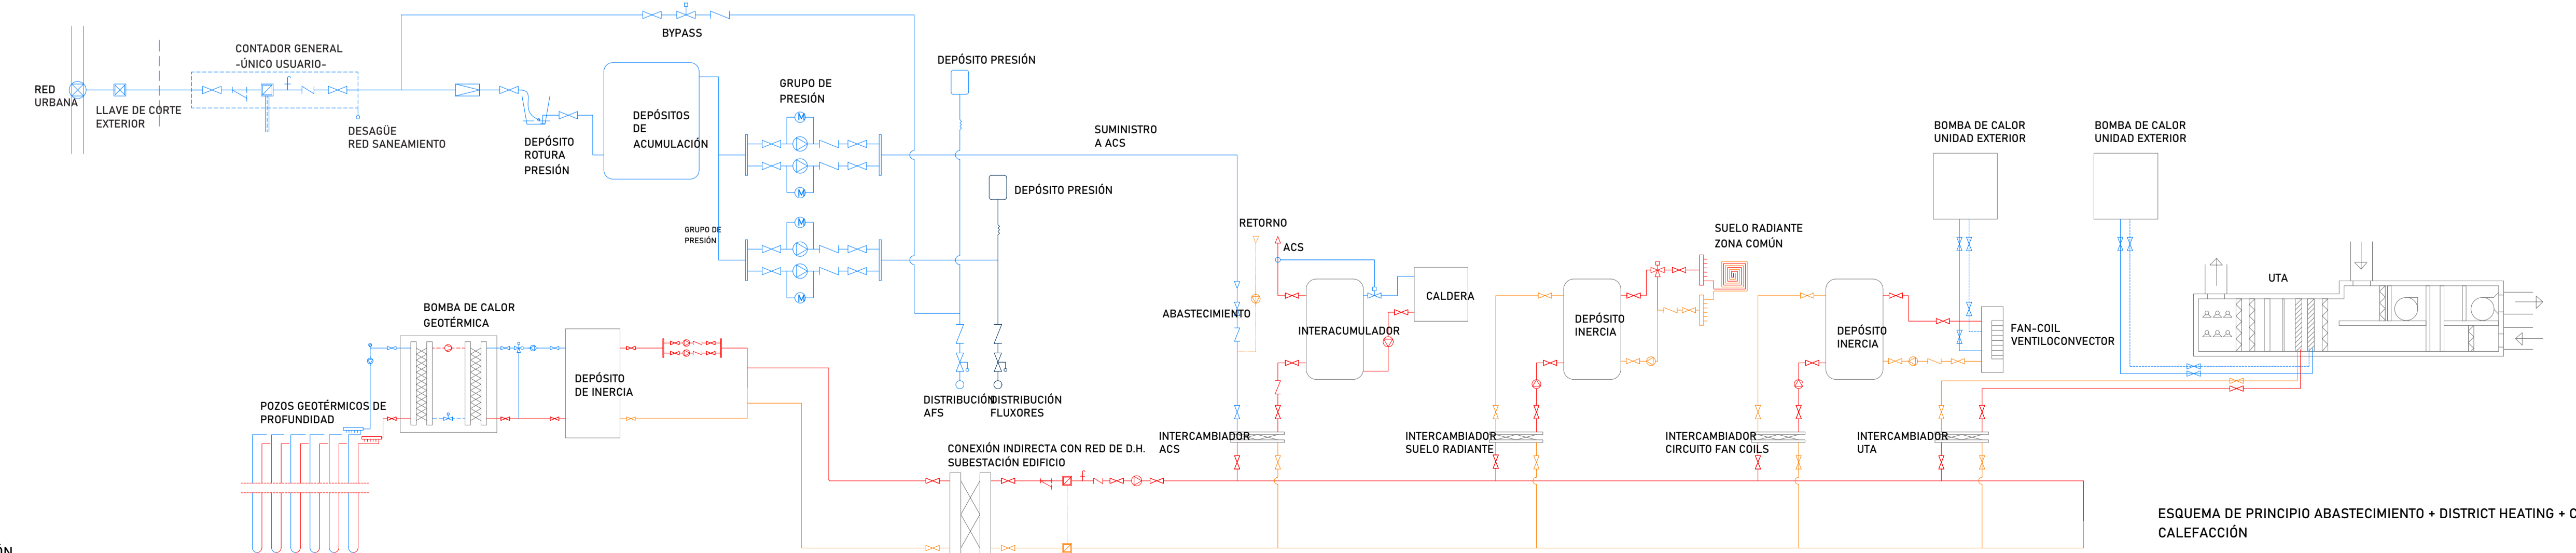 BYPASS
CONTADOR GENERAL
-ÚNICO USUARIO-
RED
URBANA
LLAVE DE CORTE
EXTERIOR
DESAGÜE
RED SANEAMIENTO
DEPÓSITO
ROTURA
PRESIÓN
DEPÓSITOS
DE
ACUMULACIÓN
GRUPO DE
PRESIÓN
M
M
GRUPO DE
PRESIÓN
M
M
DEPÓSITO PRESIÓN
DEPÓSITO PRESIÓN
SUMINISTRO
A ACS
DISTRIBUCIÓN
AFS
DISTRIBUCIÓN
FLUXORES
RETORNO
ACS
ABASTECIMIENTO
INTERACUMULADOR
CALDERA
SUELO RADIANTE
ZONA COMÚN
DEPÓSITO
INERCIA
DEPÓSITO
INERCIA
BOMBA DE CALOR
UNIDAD EXTERIOR
BOMBA DE CALOR
UNIDAD EXTERIOR
FAN-COIL
VENTILOCONVECTOR
UTA
BOMBA DE CALOR
GEOTÉRMICA
DEPÓSITO
DE INERCIA
POZOS GEOTÉRMICOS DE
PROFUNDIDAD
CONEXIÓN INDIRECTA CON RED DE D.H.
SUBESTACIÓN EDIFICIO
INTERCAMBIADOR
ACS
INTERCAMBIADOR
SUELO RADIANTE
INTERCAMBIADOR
CIRCUITO FAN COILS
INTERCAMBIADOR
UTA
ESQUEMA DE PRINCIPIO ABASTECIMIENTO + DISTRICT HEATING +
CALEFACCIÓN